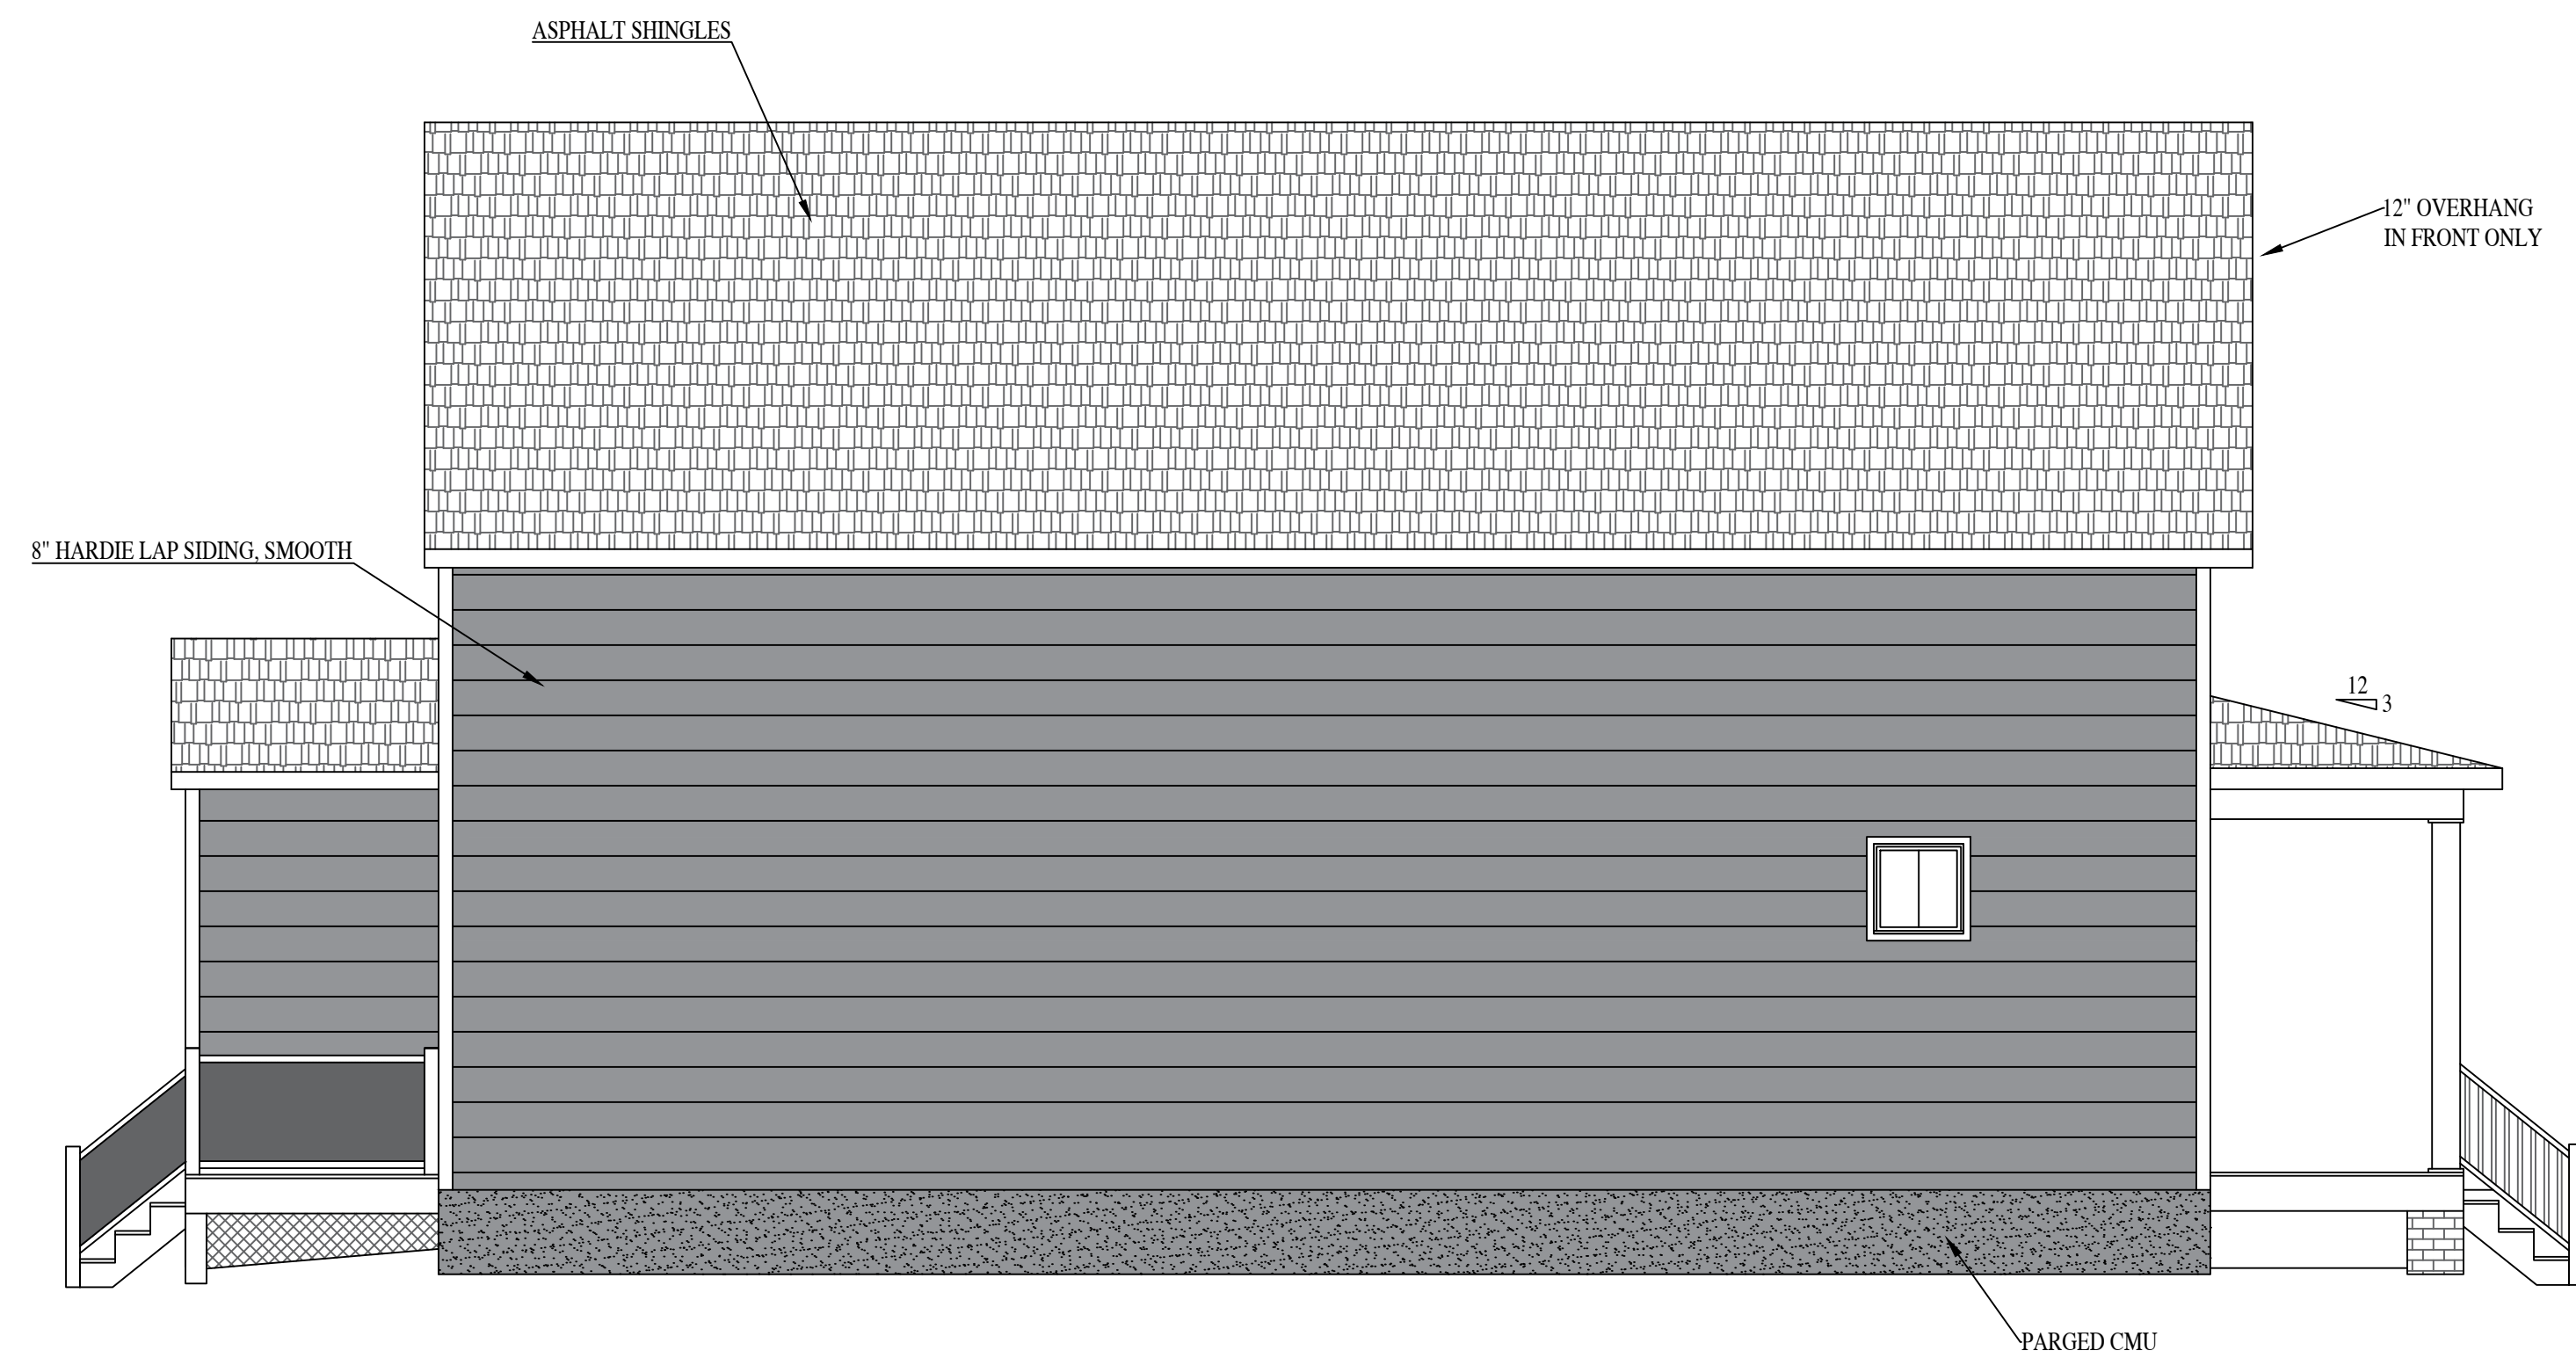 ASPHALT SHINGLES
12" OVERHANG
IN FRONT ONLY
8" HARDIE LAP SIDING, SMOOTH
12
3
PARGED CMU